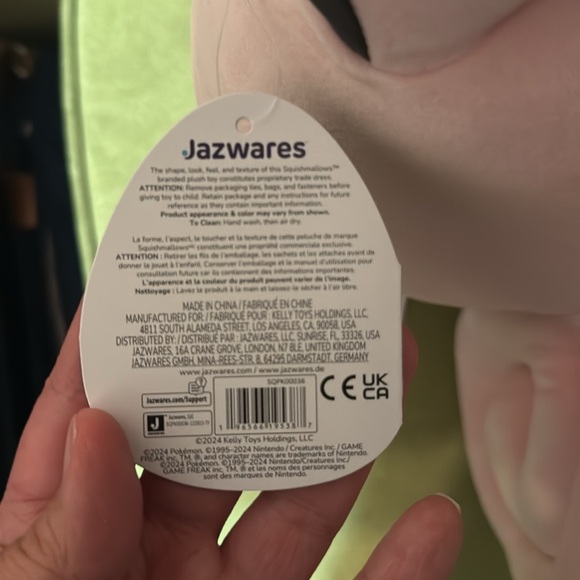 Jazwares
The shape, look, feel, and texture of this Squishmallows™
branded plush toy constitutes proprietary trade dress.
ATTENTION: Remove packaging ties, bags, and fasteners before
giving toy to child. Retain package and any instructions for future
reference as they contain important information.
Product appearance & color may vary from shown.
To Clean: Hand wash, then air dry.
La forme, l'aspect, le toucher et la texture de cette peluche de marque
Squishmallows™ constituent une propriété commerciale exclusive.
ATTENTION : Retirer les fils de l'emballage, les sachets et les attaches avant de
donner le jouet à l'enfant. Conserver l'emballage et le manuel d'utilisation pour
consultation future car ils contiennent des informations importantes.
L'apparence et la couleur du produit peuvent varier de l'image.
Nettoyage : Lavez le produit à la main et laissez-le sécher à l'air libre.
MADE IN CHINA / FABRIQUÉ EN CHINE
MANUFACTURED FOR: / FABRIQUÉ POUR : KELLY TOYS HOLDINGS, LLC,
4811 SOUTH ALAMEDA STREET, LOS ANGELES, CA, 90058, USA
DISTRIBUTED BY: / DISTRIBUÉ PAR : JAZWARES, LLC, SUNRISE, FL, 33326, USA
JAZWARES, 16A CRANE GROVE, LONDON, N7 8LE, UNITED KINGDOM
JAZWARES GMBH, MINA-REES-STR. 8, 64295 DARMSTADT, GERMANY
www.jazwares.com / www.jazwares.de
Jazwares.com/Support
J
Jazwares, LLC
SQPK00036
1 96566 19338 7
CE UK
CA
©2024 Kelly Toys Holdings, LLC
©2024 Pokémon. ©1995–2024 Nintendo / Creatures Inc. / GAME
FREAK inc. TM, ®, and character names are trademarks of Nintendo.
©2024 Pokémon. ©1995–2024 Nintendo/Creatures Inc./
GAME FREAK inc. TM, ® et les noms des personnages
sont des marques de Nintendo.